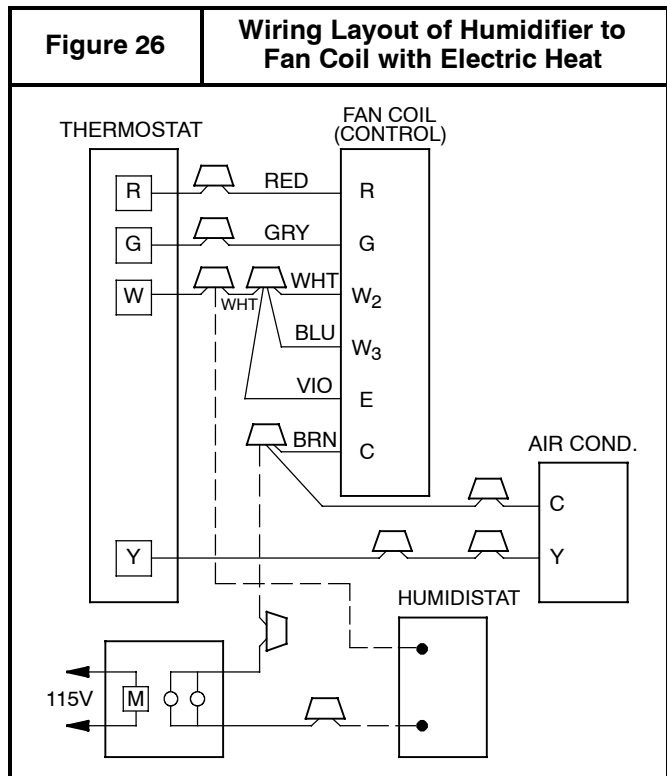 Figure 26
Wiring Layout of Humidifier to
Fan Coil with Electric Heat
THERMOSTAT
FAN COIL
(CONTROL)
R
RED
R
G
GRY
G
W
WHT
WHT
W2
BLU
W3
VIO
E
BRN
C
AIR COND.
C
Y
Y
HUMIDISTAT
115V
M